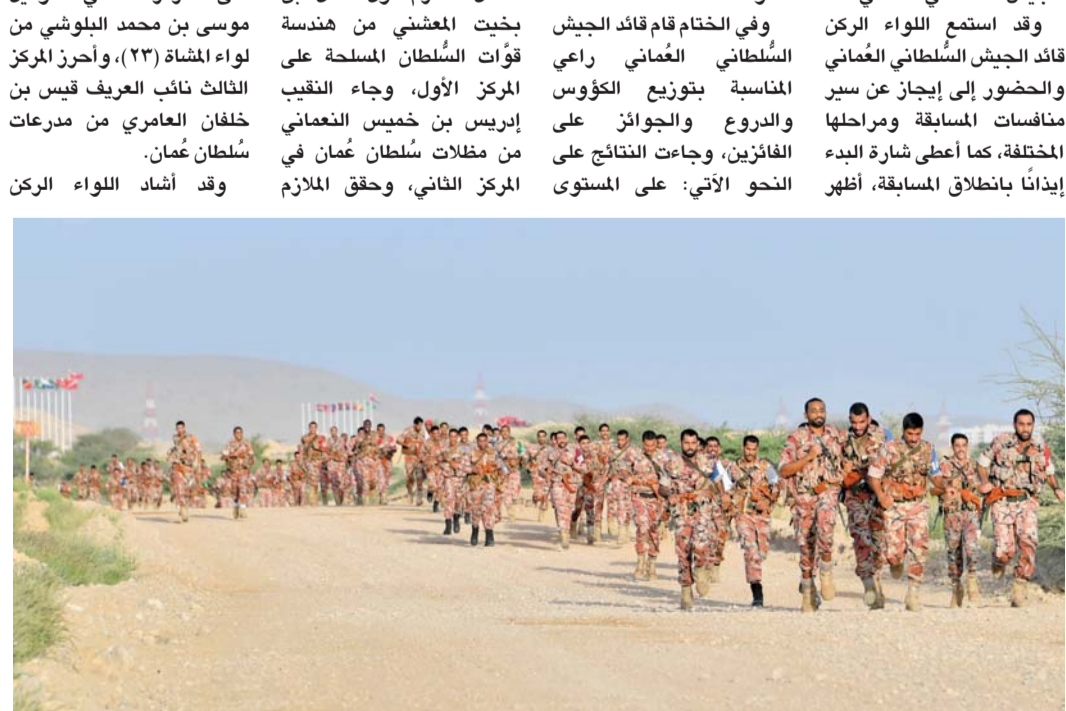 وقد استمع اللواء الركن
قائد الجيش السُّلطاني العُماني
والحضور إلى إيجاز عن سير
منافسات المسابقة ومراحلها
المختلفة، كما أعطى شارة البدء
إيذانًا بانطلاق المسابقة، أظهر
وفي الختام قام قائد الجيش
السُّلطاني العُماني راعي
المناسبة بتوزيع الكؤوس
والدروع والجوائز على
الفائزين، وجاءت النتائج على
النحو الآتي: على المستوى
بخيت المعشني من هندسة
قوَّات السُّلطان المسلحة على
المركز الأول، وجاء النقيب
إدريس بن خميس النعماني
من مظلات سُلطان عُمان في
المركز الثاني، وحقق الملازم
موسى بن محمد البلوشي من
لواء المشاة (٢٣)، وأحرز المركز
الثالث نائب العريف قيس بن
خلفان العامري من مدرعات
سُلطان عُمان.
وقد أشاد اللواء الركن